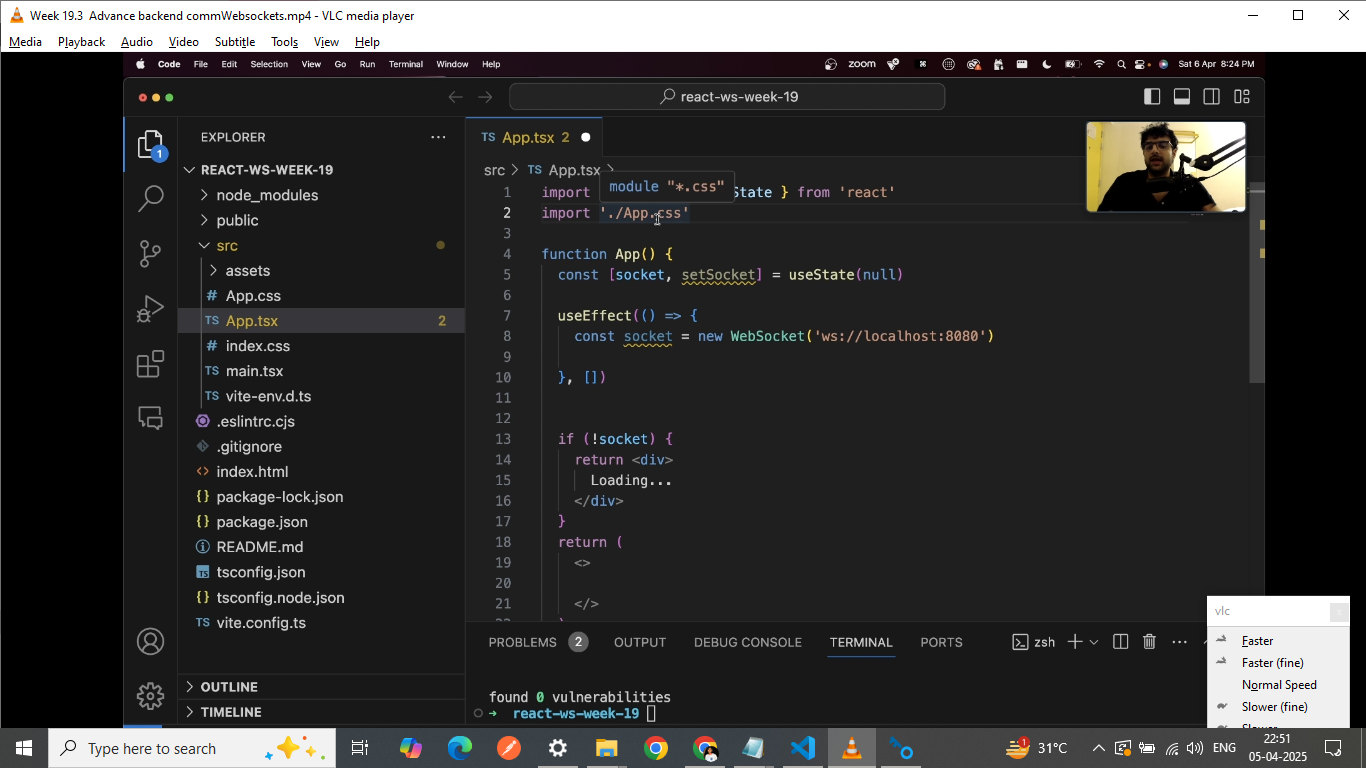 Week 19.3 Advance backend commWebsockets.mp4 - VLC media player
Media Playback Audio Video Subtitle Tools View Help
Code File Edit Selection View Go Run Terminal Window Help
zoom
Sat 6 Apr 8:24 PM
react-ws-week-19
1
EXPLORER
REACT-WS-WEEK-19
node_modules
public
src
assets
# App.css
TS App.tsx 2
# index.css
TS main.tsx
TS vite-env.d.ts
.eslintrc.cjs
.gitignore
<> index.html
{} package-lock.json
{} package.json
README.md
TS tsconfig.json
{} tsconfig.node.json
TS vite.config.ts
OUTLINE
TIMELINE
TS App.tsx 2
src > TS App.tsx >
module "*.css"
1 import State } from 'react'
2 import './App.css'
3
4 function App() {
5 const [socket, setSocket] = useState(null)
6
7 useEffect(() => {
8 const socket = new WebSocket('ws://localhost:8080')
9
10 }, [])
11
12
13 if (!socket) {
14 return <div>
15 Loading...
16 </div>
17 }
18 return (
19 <>
20
21 </>
PROBLEMS 2 OUTPUT DEBUG CONSOLE TERMINAL PORTS
zsh
found 0 vulnerabilities
→ react-ws-week-19
vlc
Faster
Faster (fine)
Normal Speed
Slower (fine)
Type here to search
1
31°C
ENG
22:51
05-04-2025